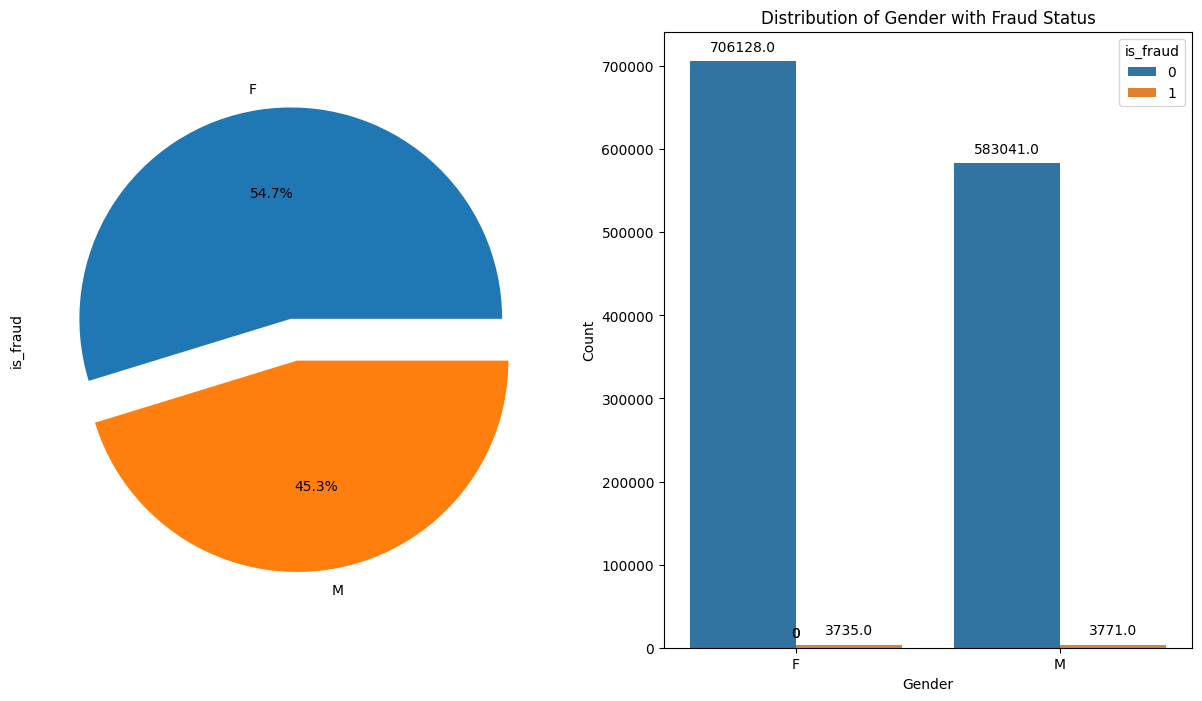 F
54.7%
45.3%
M
is_fraud
Distribution of Gender with Fraud Status
is_fraud
0
1
706128.0
583041.0
0
3735.0
3771.0
700000
600000
500000
400000
300000
200000
100000
0
Count
F
M
Gender